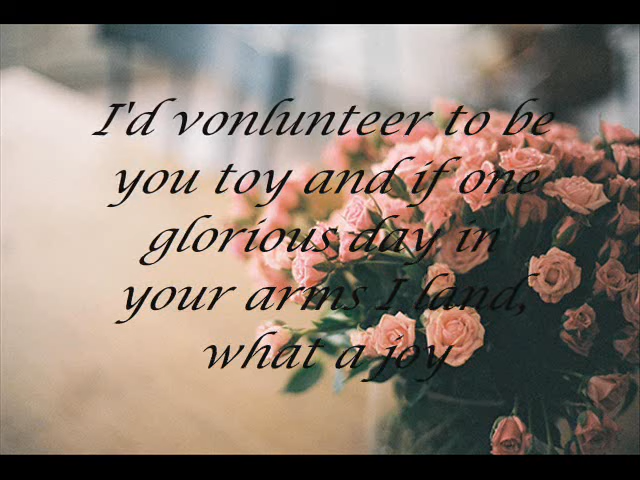 I'd vonlunteer to be
you toy and if one
glorious day in
your arms I land,
what a joy